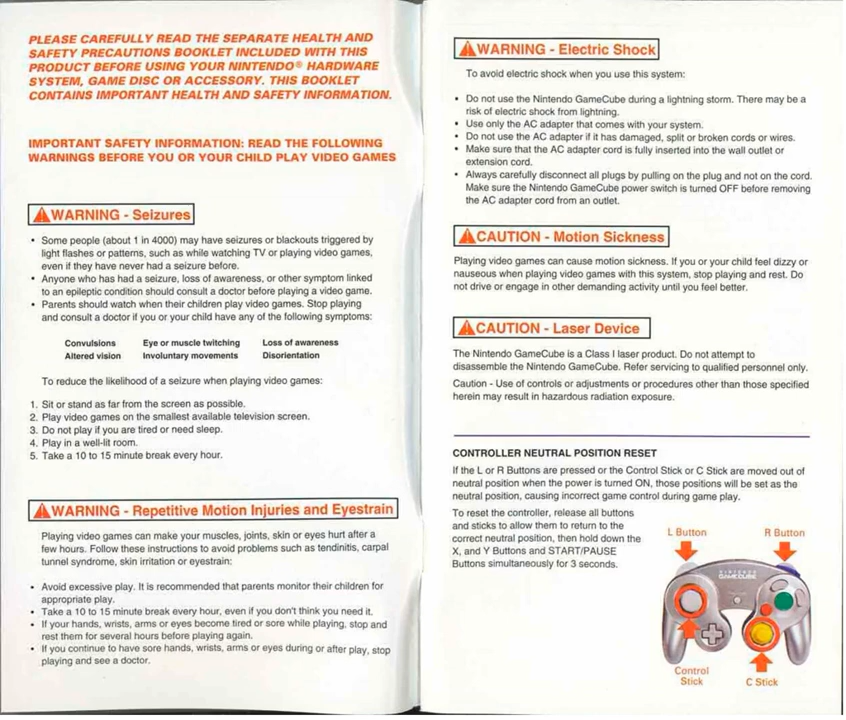 PLEASE CAREFULLY READ THE SEPARATE HEALTH AND
SAFETY PRECAUTIONS BOOKLET INCLUDED WITH THIS
PRODUCT BEFORE USING YOUR NINTENDO® HARDWARE
SYSTEM, GAME DISC OR ACCESSORY. THIS BOOKLET
CONTAINS IMPORTANT HEALTH AND SAFETY INFORMATION.
IMPORTANT SAFETY INFORMATION: READ THE FOLLOWING
WARNINGS BEFORE YOU OR YOUR CHILD PLAY VIDEO GAMES
WARNING - Seizures
• Some people (about 1 in 4000) may have seizures or blackouts triggered by
light flashes or patterns, such as while watching TV or playing video games,
even if they have never had a seizure before.
• Anyone who has had a seizure, loss of awareness, or other symptom linked
to an epileptic condition should consult a doctor before playing a video game.
• Parents should watch when their children play video games. Stop playing
and consult a doctor if you or your child have any of the following symptoms:
Convulsions Eye or muscle twitching Loss of awareness
Altered vision Involuntary movements Disorientation
To reduce the likelihood of a seizure when playing video games:
1. Sit or stand as far from the screen as possible.
2. Play video games on the smallest available television screen.
3. Do not play if you are tired or need sleep.
4. Play in a well-lit room.
5. Take a 10 to 15 minute break every hour.
WARNING - Repetitive Motion Injuries and Eyestrain
Playing video games can make your muscles, joints, skin or eyes hurt after a
few hours. Follow these instructions to avoid problems such as tendinitis, carpal
tunnel syndrome, skin irritation or eyestrain:
• Avoid excessive play. It is recommended that parents monitor their children for
appropriate play.
• Take a 10 to 15 minute break every hour, even if you don't think you need it.
• If your hands, wrists, arms or eyes become tired or sore while playing, stop and
rest them for several hours before playing again.
• If you continue to have sore hands, wrists, arms or eyes during or after play, stop
playing and see a doctor.
WARNING - Electric Shock
To avoid electric shock when you use this system:
• Do not use the Nintendo GameCube during a lightning storm. There may be a
risk of electric shock from lightning.
• Use only the AC adapter that comes with your system.
• Do not use the AC adapter if it has damaged, split or broken cords or wires.
• Make sure that the AC adapter cord is fully inserted into the wall outlet or
extension cord.
• Always carefully disconnect all plugs by pulling on the plug and not on the cord.
Make sure the Nintendo GameCube power switch is turned OFF before removing
the AC adapter cord from an outlet.
CAUTION - Motion Sickness
Playing video games can cause motion sickness. If you or your child feel dizzy or
nauseous when playing video games with this system, stop playing and rest. Do
not drive or engage in other demanding activity until you feel better.
CAUTION - Laser Device
The Nintendo GameCube is a Class I laser product. Do not attempt to
disassemble the Nintendo GameCube. Refer servicing to qualified personnel only.
Caution - Use of controls or adjustments or procedures other than those specified
herein may result in hazardous radiation exposure.
CONTROLLER NEUTRAL POSITION RESET
If the L or R Buttons are pressed or the Control Stick or C Stick are moved out of
neutral position when the power is turned ON, those positions will be set as the
neutral position, causing incorrect game control during game play.
To reset the controller, release all buttons
and sticks to allow them to return to the
correct neutral position, then hold down the
X, and Y Buttons and START/PAUSE
Buttons simultaneously for 3 seconds.
L Button R Button
NINTENDO
GAMECUBE
Control
Stick
C Stick